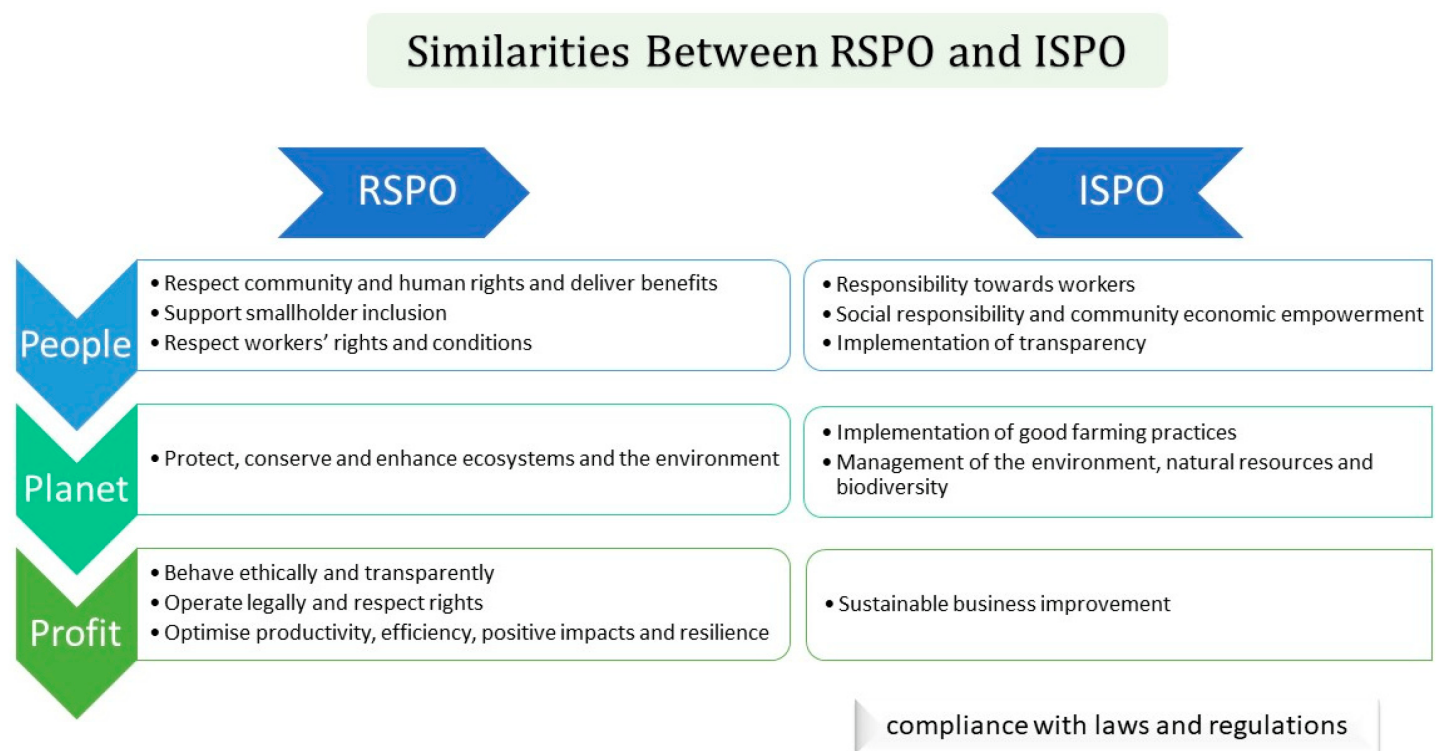 Similarities Between RSPO and ISPO
RSPO
ISPO
People
• Respect community and human rights and deliver benefits
• Support smallholder inclusion
• Respect workers’ rights and conditions
• Responsibility towards workers
• Social responsibility and community economic empowerment
• Implementation of transparency
Planet
• Protect, conserve and enhance ecosystems and the environment
• Implementation of good farming practices
• Management of the environment, natural resources and
biodiversity
Profit
• Behave ethically and transparently
• Operate legally and respect rights
• Optimise productivity, efficiency, positive impacts and resilience
• Sustainable business improvement
compliance with laws and regulations